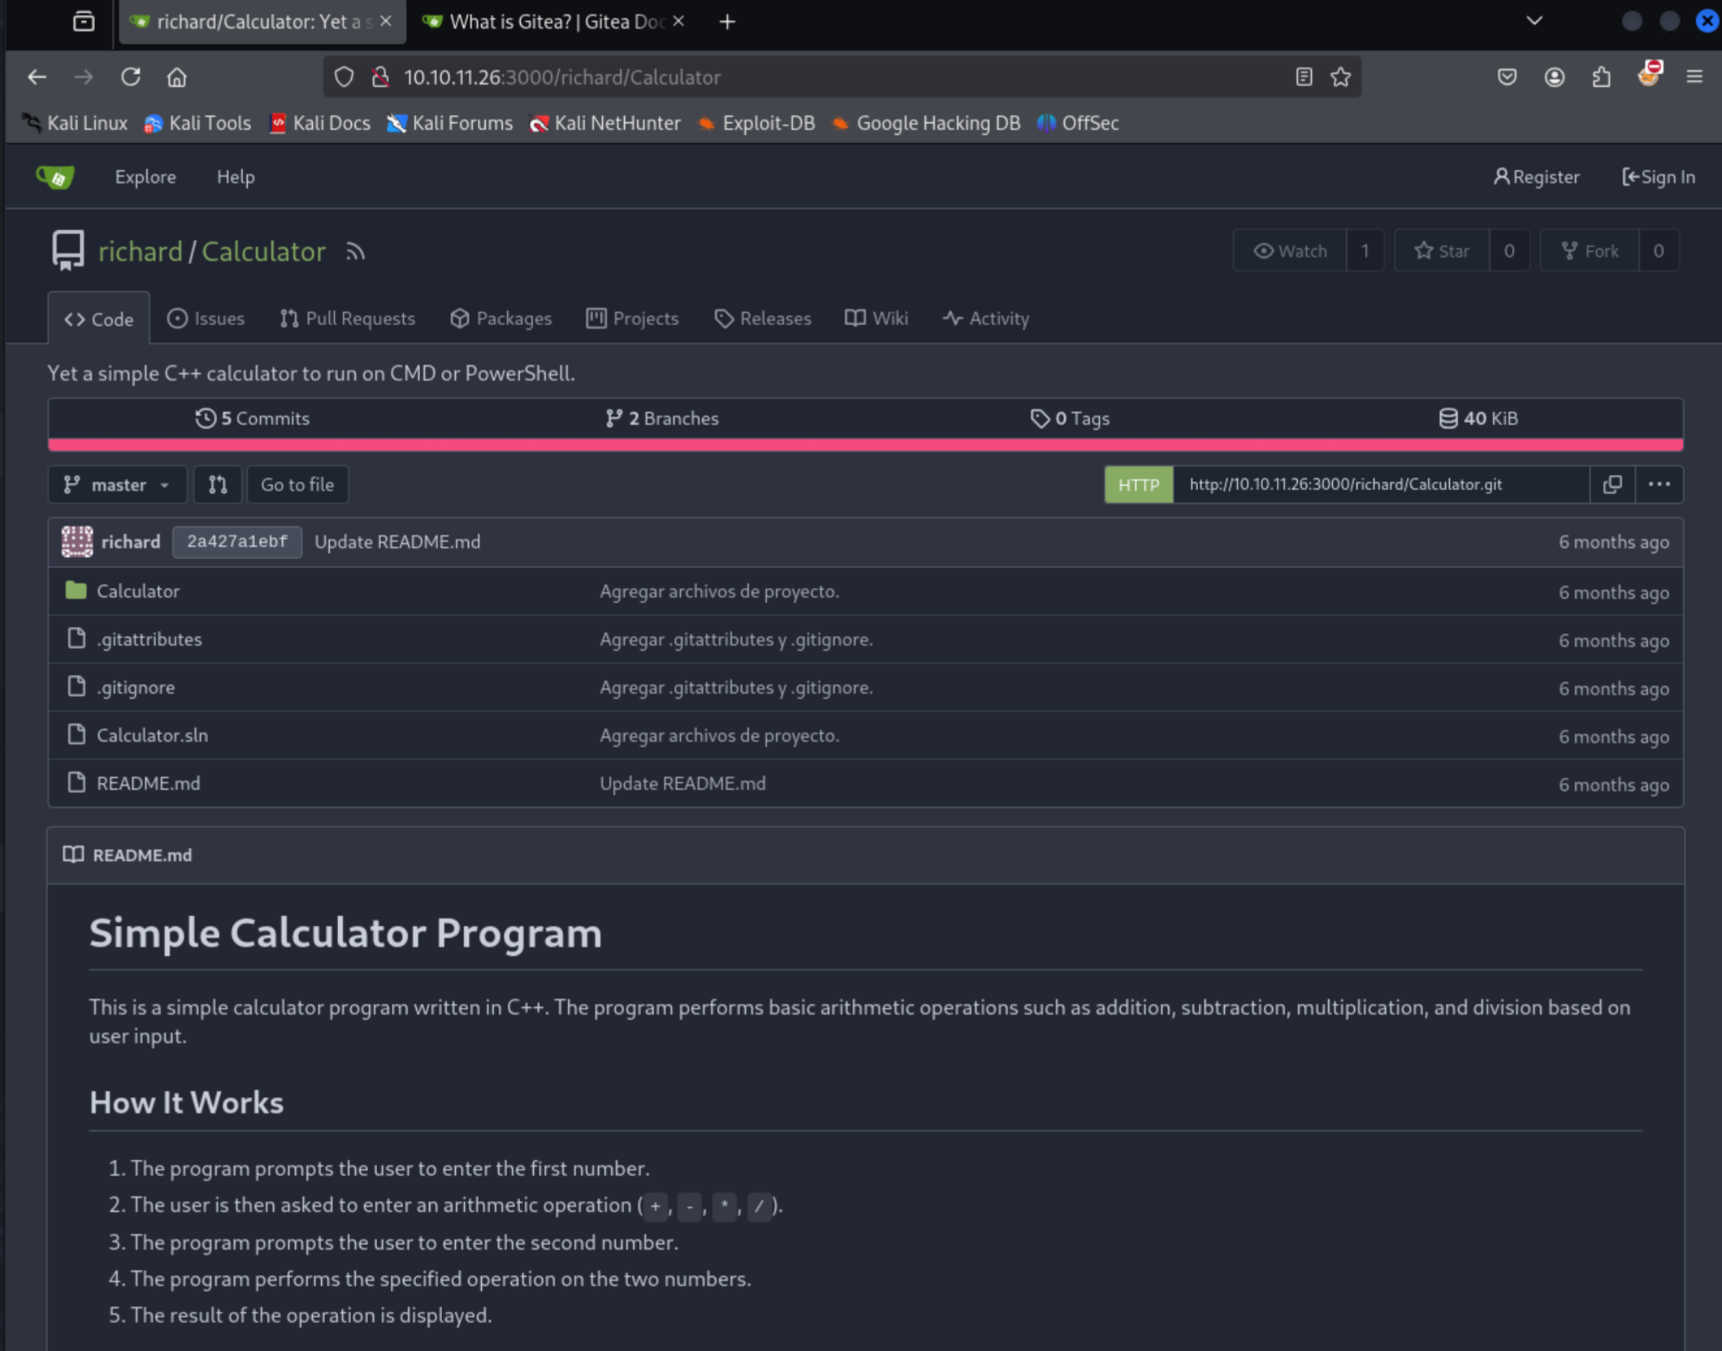 richard/Calculator: Yet a s
What is Gitea? | Gitea Doc
10.10.11.26:3000/richard/Calculator
Kali Linux Kali Tools Kali Docs Kali Forums Kali NetHunter Exploit-DB Google Hacking DB OffSec
Explore Help Register Sign In
richard / Calculator Watch 1 Star 0 Fork 0
Code Issues Pull Requests Packages Projects Releases Wiki Activity
Yet a simple C++ calculator to run on CMD or PowerShell.
5 Commits 2 Branches 0 Tags 40 KiB
master Go to file HTTP http://10.10.11.26:3000/richard/Calculator.git
richard 2a427a1ebf Update README.md 6 months ago
Calculator Agregar archivos de proyecto. 6 months ago
.gitattributes Agregar .gitattributes y .gitignore. 6 months ago
.gitignore Agregar .gitattributes y .gitignore. 6 months ago
Calculator.sln Agregar archivos de proyecto. 6 months ago
README.md Update README.md 6 months ago
README.md
Simple Calculator Program
This is a simple calculator program written in C++. The program performs basic arithmetic operations such as addition, subtraction, multiplication, and division based on
user input.
How It Works
1. The program prompts the user to enter the first number.
2. The user is then asked to enter an arithmetic operation ( + , - , * , / ).
3. The program prompts the user to enter the second number.
4. The program performs the specified operation on the two numbers.
5. The result of the operation is displayed.